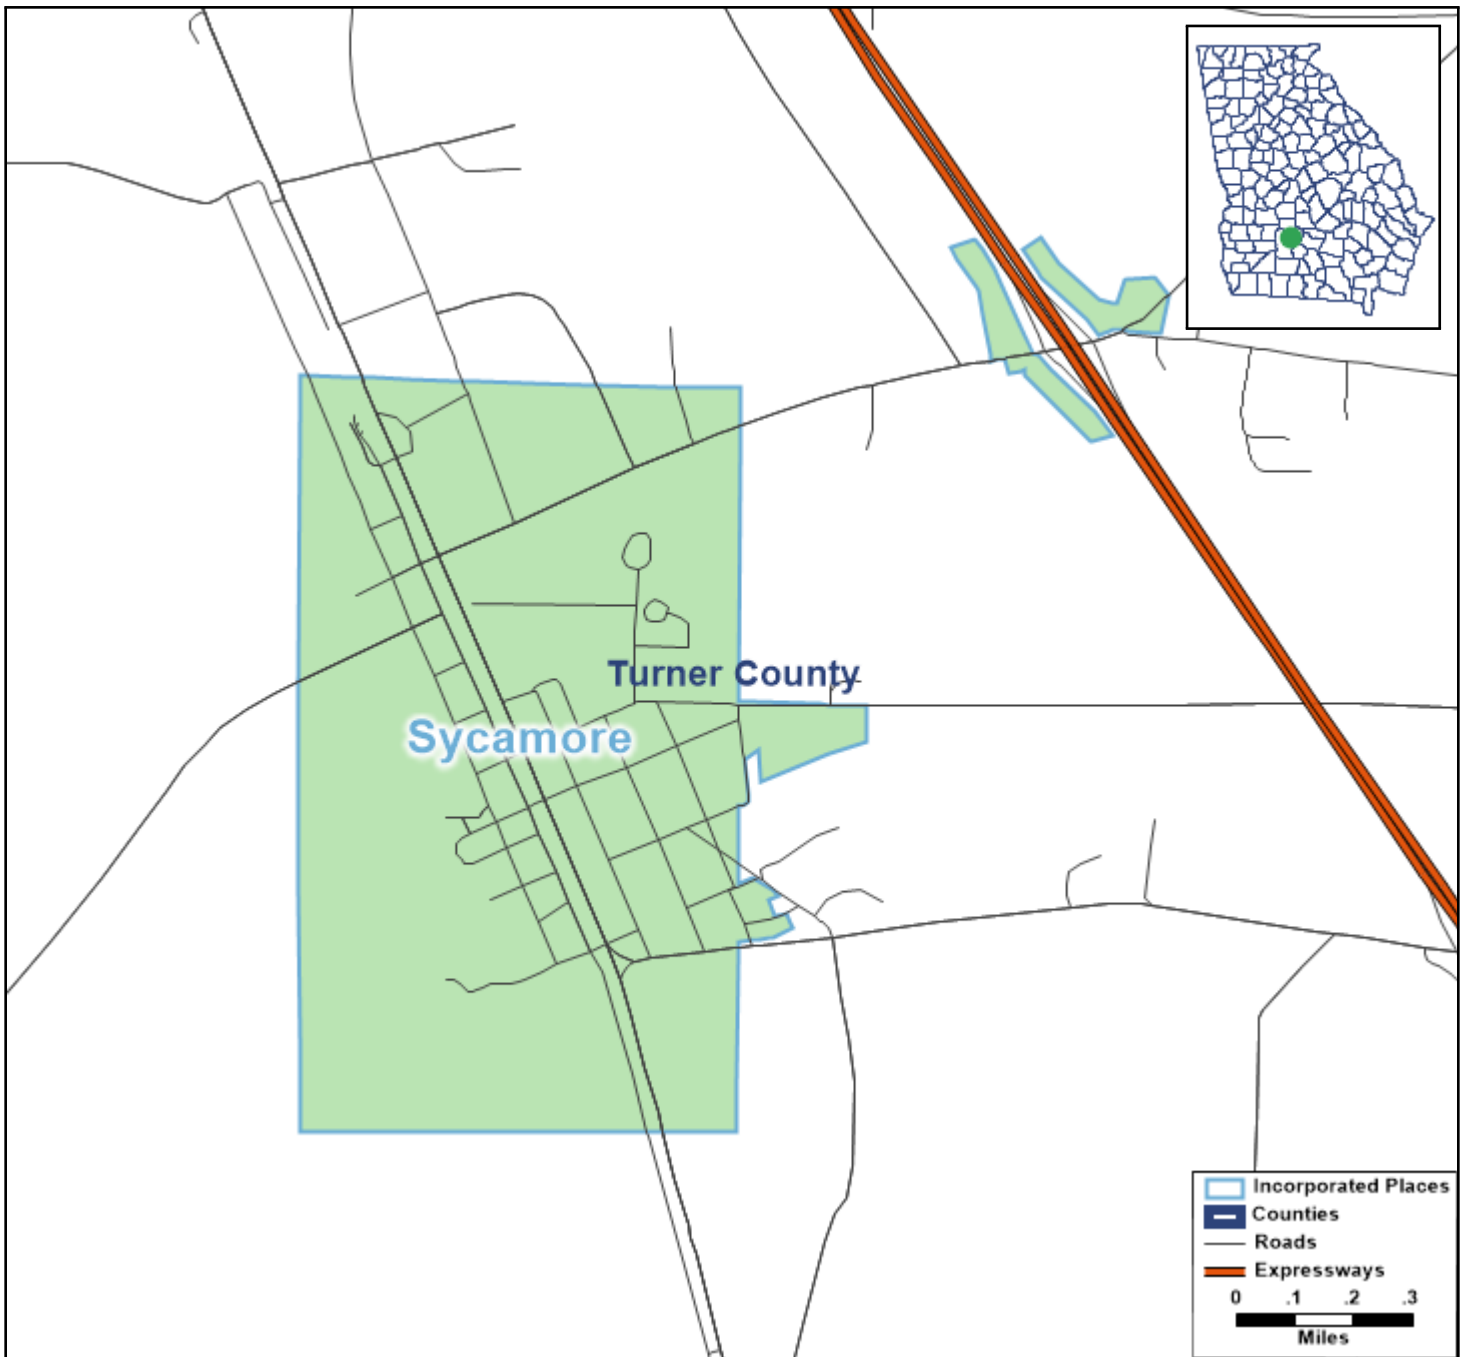 Turner County
Sycamore
Incorporated Places
Counties
Roads
Expressways
0 .1 .2 .3
Miles